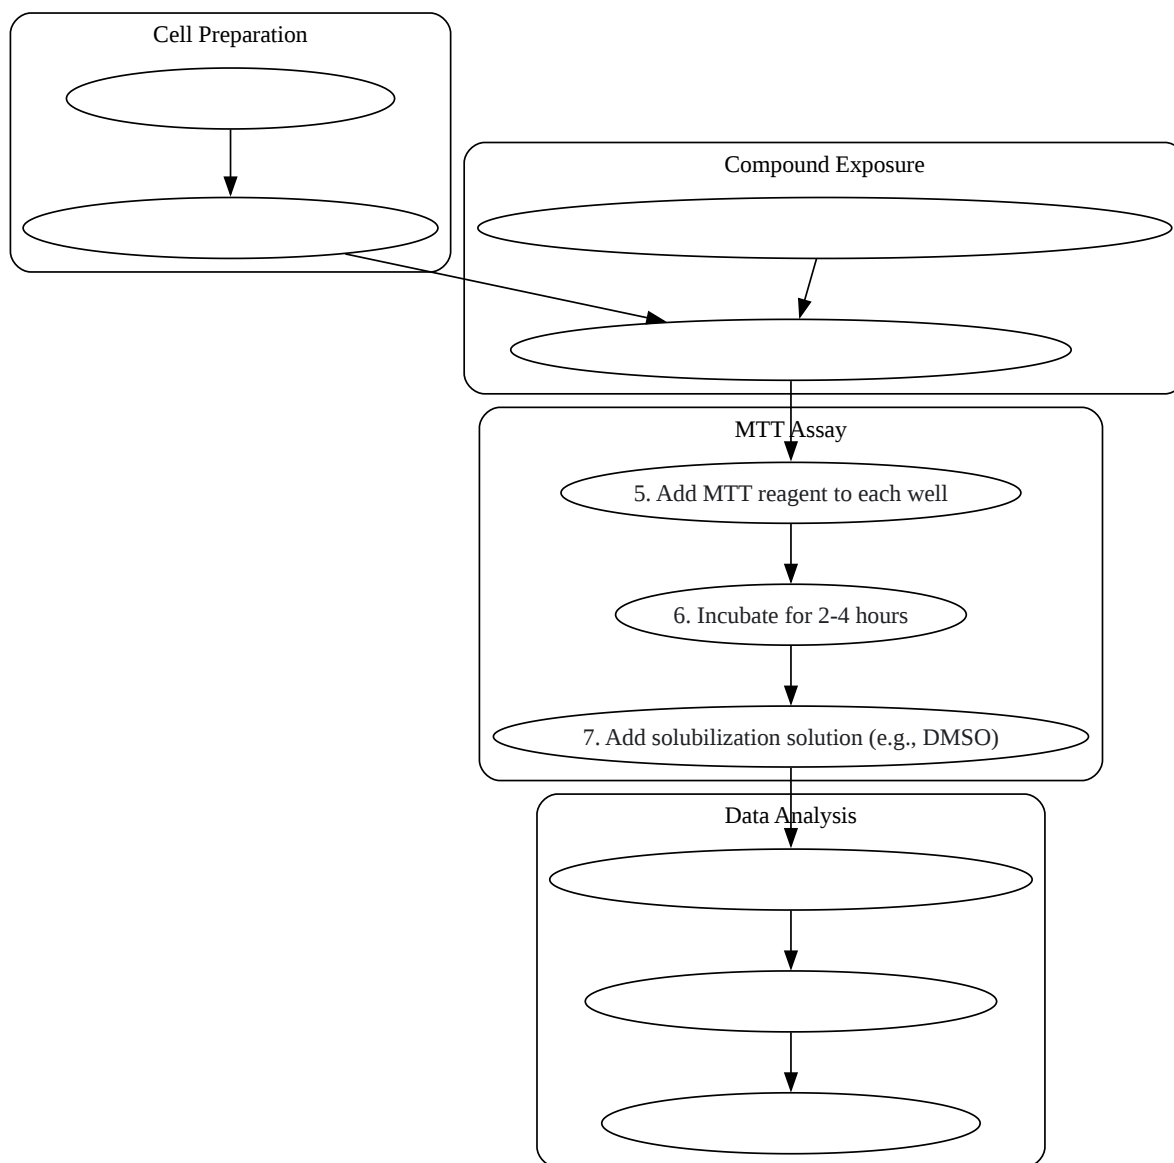 Cell Preparation
Compound Exposure
MTT Assay
5. Add MTT reagent to each well
6. Incubate for 2-4 hours
7. Add solubilization solution (e.g., DMSO)
Data Analysis